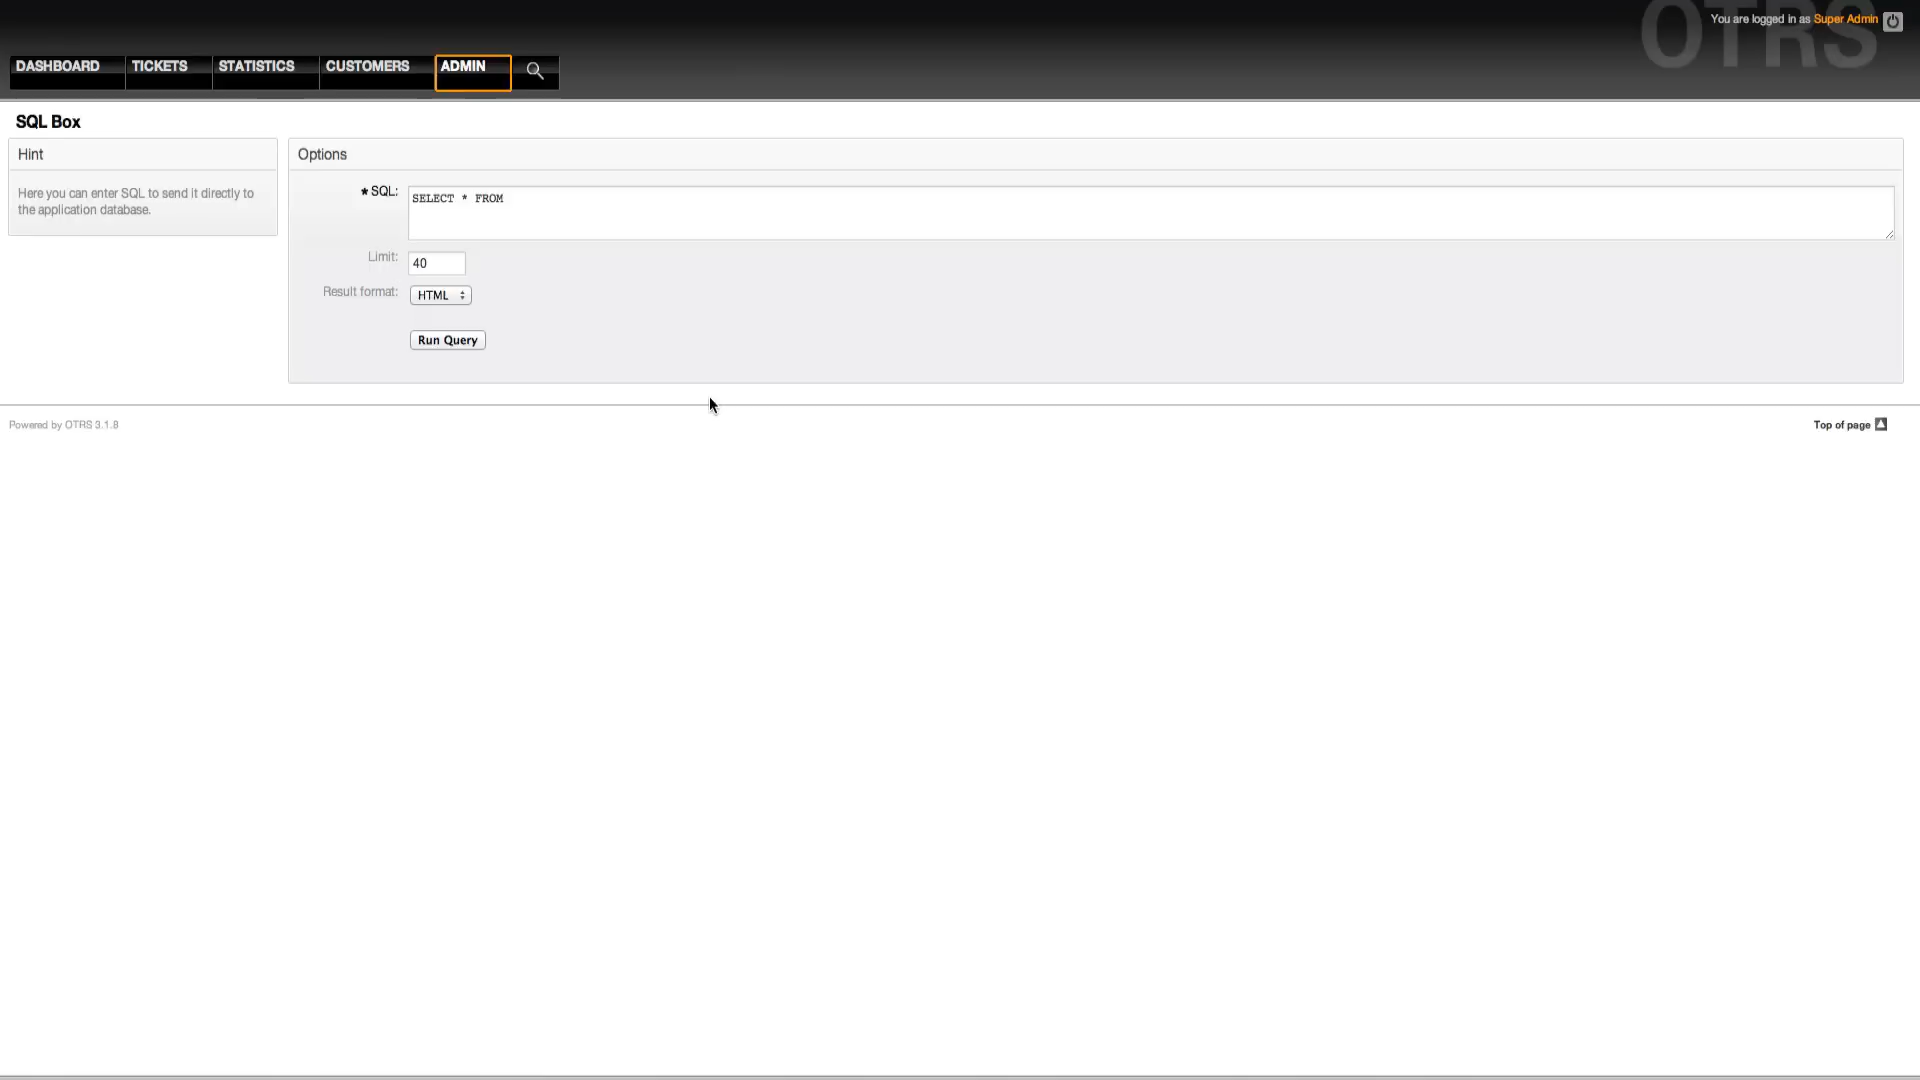 OTRS
You are logged in as Super Admin
DASHBOARD TICKETS STATISTICS CUSTOMERS ADMIN
SQL Box
Hint
Here you can enter SQL to send it directly to
the application database.
Options
* SQL:
SELECT * FROM
Limit:
40
Result format:
HTML
Run Query
Powered by OTRS 3.1.8
Top of page